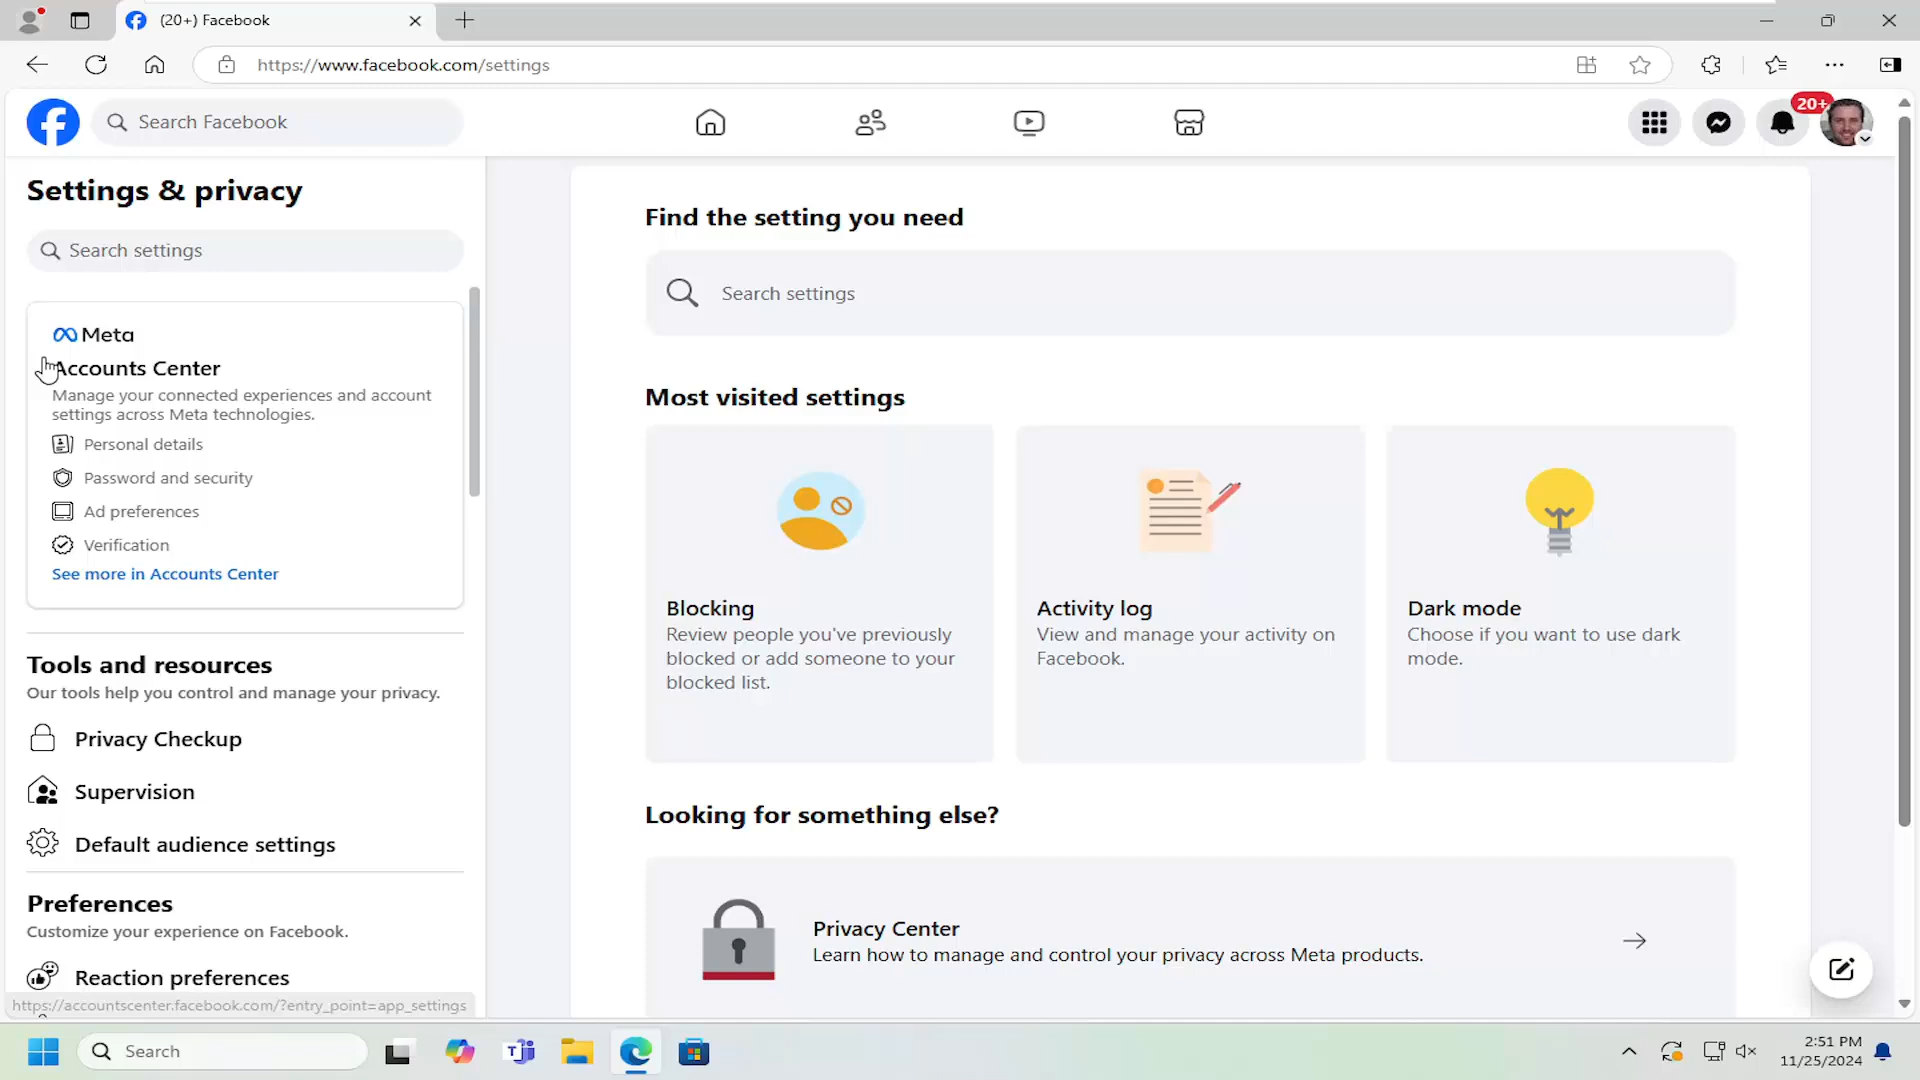 (20+) Facebook
https://www.facebook.com/settings
Search Facebook
20+
Settings & privacy
Search settings
Meta
Accounts Center
Manage your connected experiences and account
settings across Meta technologies.
Personal details
Password and security
Ad preferences
Verification
See more in Accounts Center
Tools and resources
Our tools help you control and manage your privacy.
Privacy Checkup
Supervision
Default audience settings
Preferences
Customize your experience on Facebook.
Reaction preferences
https://accountscenter.facebook.com/?entry_point=app_settings
Find the setting you need
Search settings
Most visited settings
Blocking
Review people you've previously
blocked or add someone to your
blocked list.
Activity log
View and manage your activity on
Facebook.
Dark mode
Choose if you want to use dark
mode.
Looking for something else?
Privacy Center
Learn how to manage and control your privacy across Meta products.
Search
2:51 PM
11/25/2024